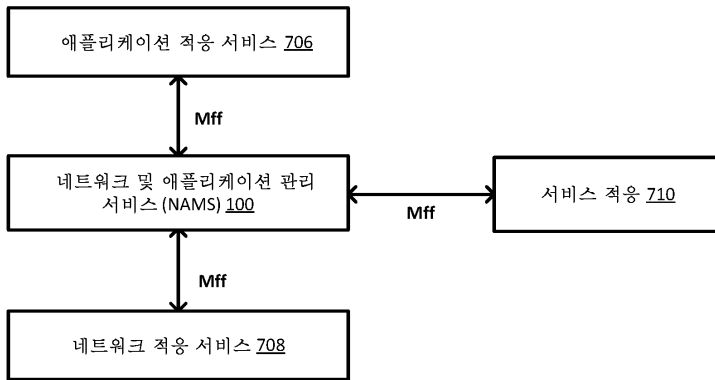 애플리케이션 적응 서비스 706
Mff
네트워크 및 애플리케이션 관리
서비스 (NAMS) 100
Mff
서비스 적응 710
Mff
네트워크 적응 서비스 708